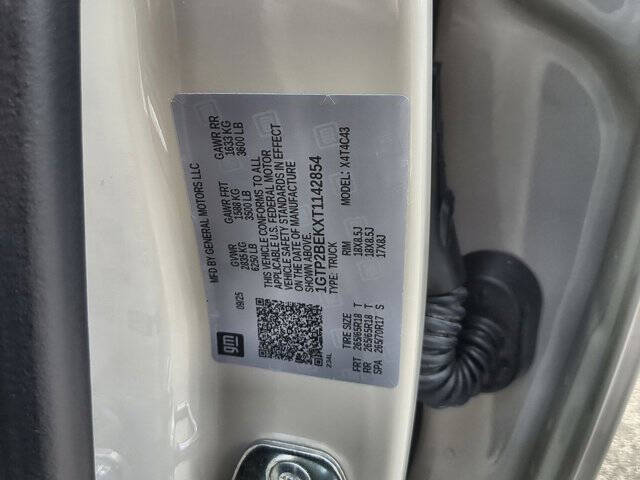 MFD BY GENERAL MOTORS LLC
09/25
GVWR
2835 KG
6250 LB
GAWR FRT
1588 KG
3500 LB
GAWR RR
1633 KG
3600 LB
THIS VEHICLE CONFORMS TO ALL
APPLICABLE U.S. FEDERAL MOTOR
VEHICLE SAFETY STANDARDS IN EFFECT
ON THE DATE OF MANUFACTURE
SHOWN ABOVE.
1GTP2BEKXT1142854
TYPE: TRUCK
MODEL: X4T4C43
gm
234L
TIRE SIZE RIM
FRT 265/65R18 T 18X8.5J
RR 265/65R18 T 18X8.5J
SPA 265/70R17 S 17X8J